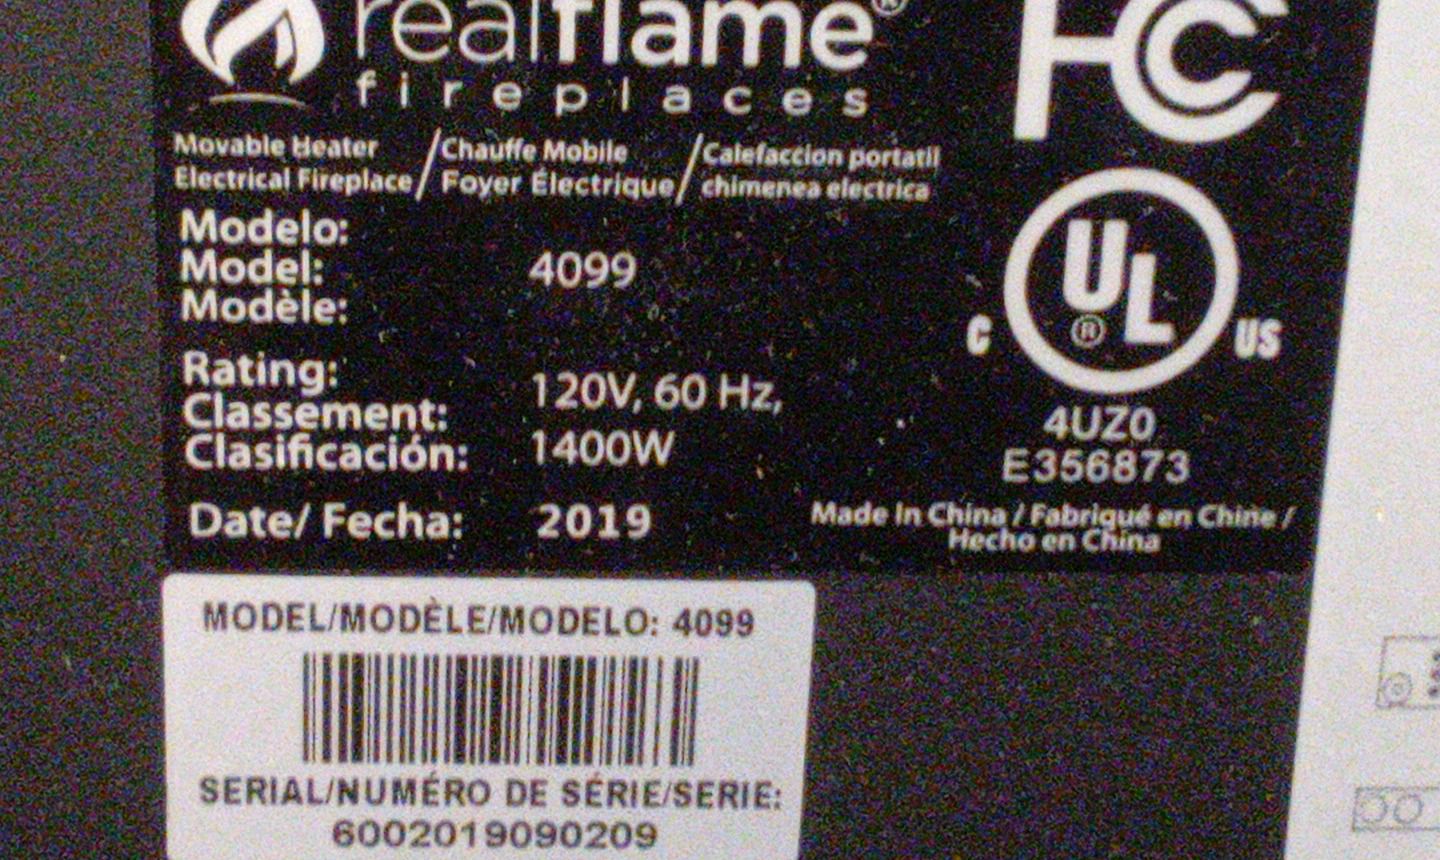 realflame®
fireplaces
FC
Movable Heater / Chauffe Mobile / Calefaccion portatil
Electrical Fireplace / Foyer Électrique / chimenea electrica
Modelo:
Model: 4099
Modèle:
Rating:
Classement: 120V, 60 Hz,
Clasificación: 1400W
Date/ Fecha: 2019
C UL® US
4UZ0
E356873
Made In China / Fabriqué en Chine /
Hecho en China
MODEL/MODÈLE/MODELO: 4099
SERIAL/NUMÉRO DE SÉRIE/SERIE:
6002019090209